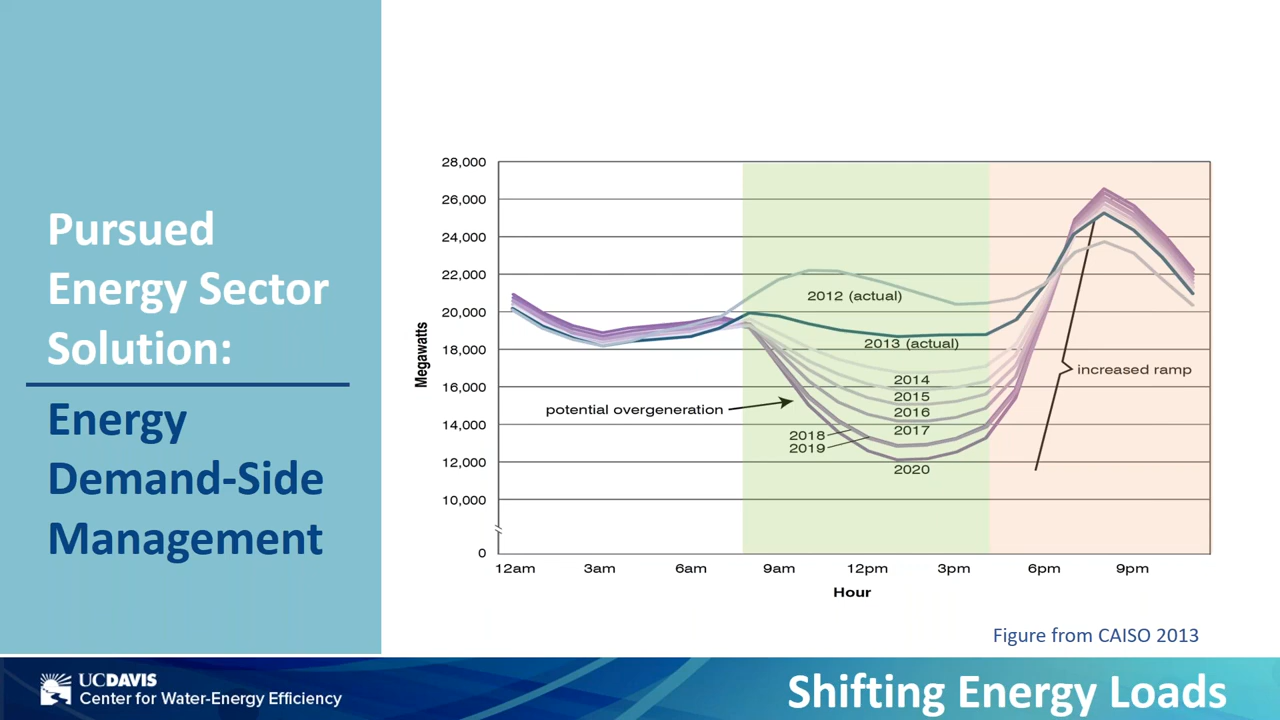 Pursued
Energy Sector
Solution:
Energy
Demand-Side
Management
28,000
26,000
24,000
22,000
20,000
18,000
16,000
14,000
12,000
10,000
0
Megawatts
2012 (actual)
2013 (actual)
2014
2015
2016
2017
2018
2019
2020
potential overgeneration
increased ramp
12am
3am
6am
9am
12pm
3pm
6pm
9pm
Hour
Figure from CAISO 2013
UCDAVIS
Center for Water-Energy Efficiency
Shifting Energy Loads